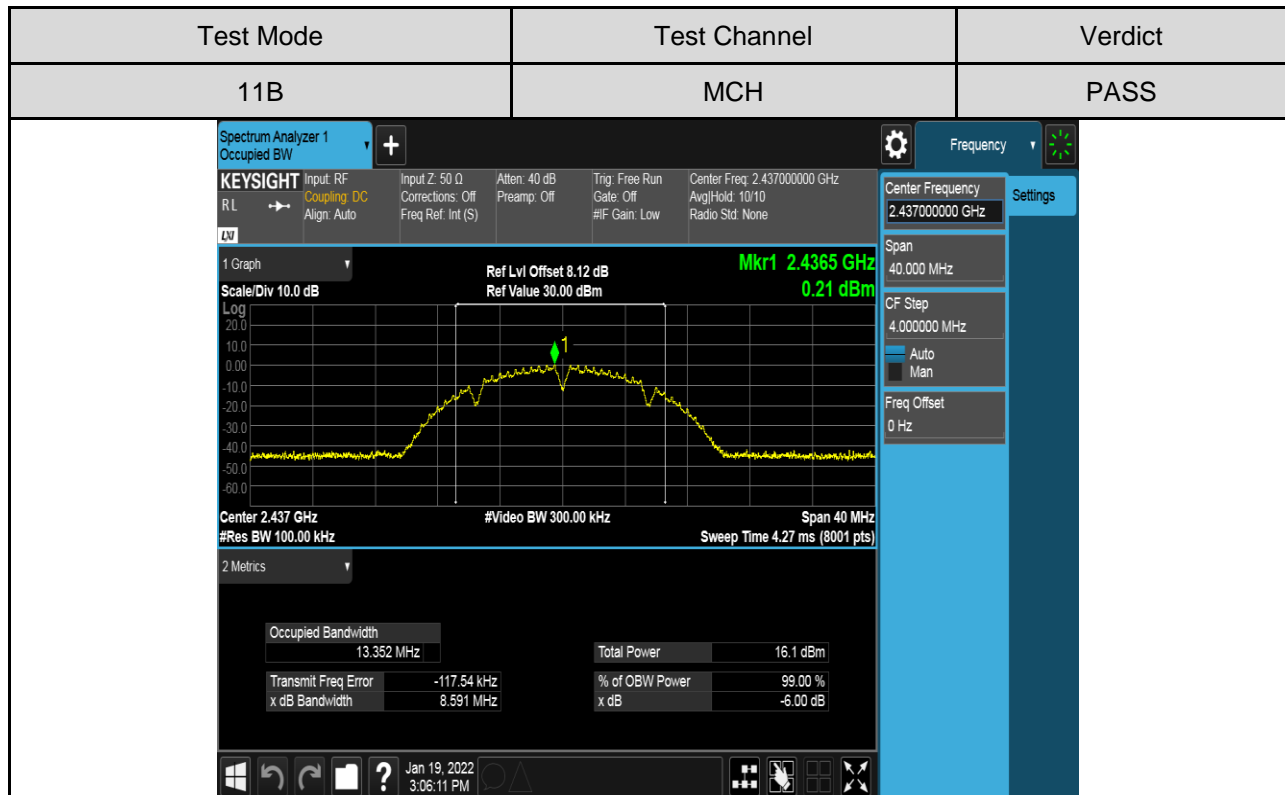 Test Mode Test Channel Verdict
11B MCH PASS
Spectrum Analyzer 1
Occupied BW
+
Frequency
KEYSIGHT Input: RF Input Z: 50 Ω Atten: 40 dB Trig: Free Run Center Freq: 2.437000000 GHz
RL Coupling: DC Corrections: Off Preamp: Off Gate: Off Avg|Hold: 10/10
Align: Auto Freq Ref: Int (S) #IF Gain: Low Radio Std: None
LXI
Center Frequency
2.437000000 GHz
Settings
Span
40.000 MHz
CF Step
4.000000 MHz
Auto
Man
Freq Offset
0 Hz
1 Graph
Ref Lvl Offset 8.12 dB
Mkr1 2.4365 GHz
Scale/Div 10.0 dB Ref Value 30.00 dBm 0.21 dBm
Log
20.0
10.0
0.00
-10.0
-20.0
-30.0
-40.0
-50.0
-60.0
1
Center 2.437 GHz #Video BW 300.00 kHz Span 40 MHz
#Res BW 100.00 kHz Sweep Time 4.27 ms (8001 pts)
2 Metrics
Occupied Bandwidth
13.352 MHz
Total Power 16.1 dBm
Transmit Freq Error -117.54 kHz % of OBW Power 99.00 %
x dB Bandwidth 8.591 MHz x dB -6.00 dB
?
Jan 19, 2022
3:06:11 PM